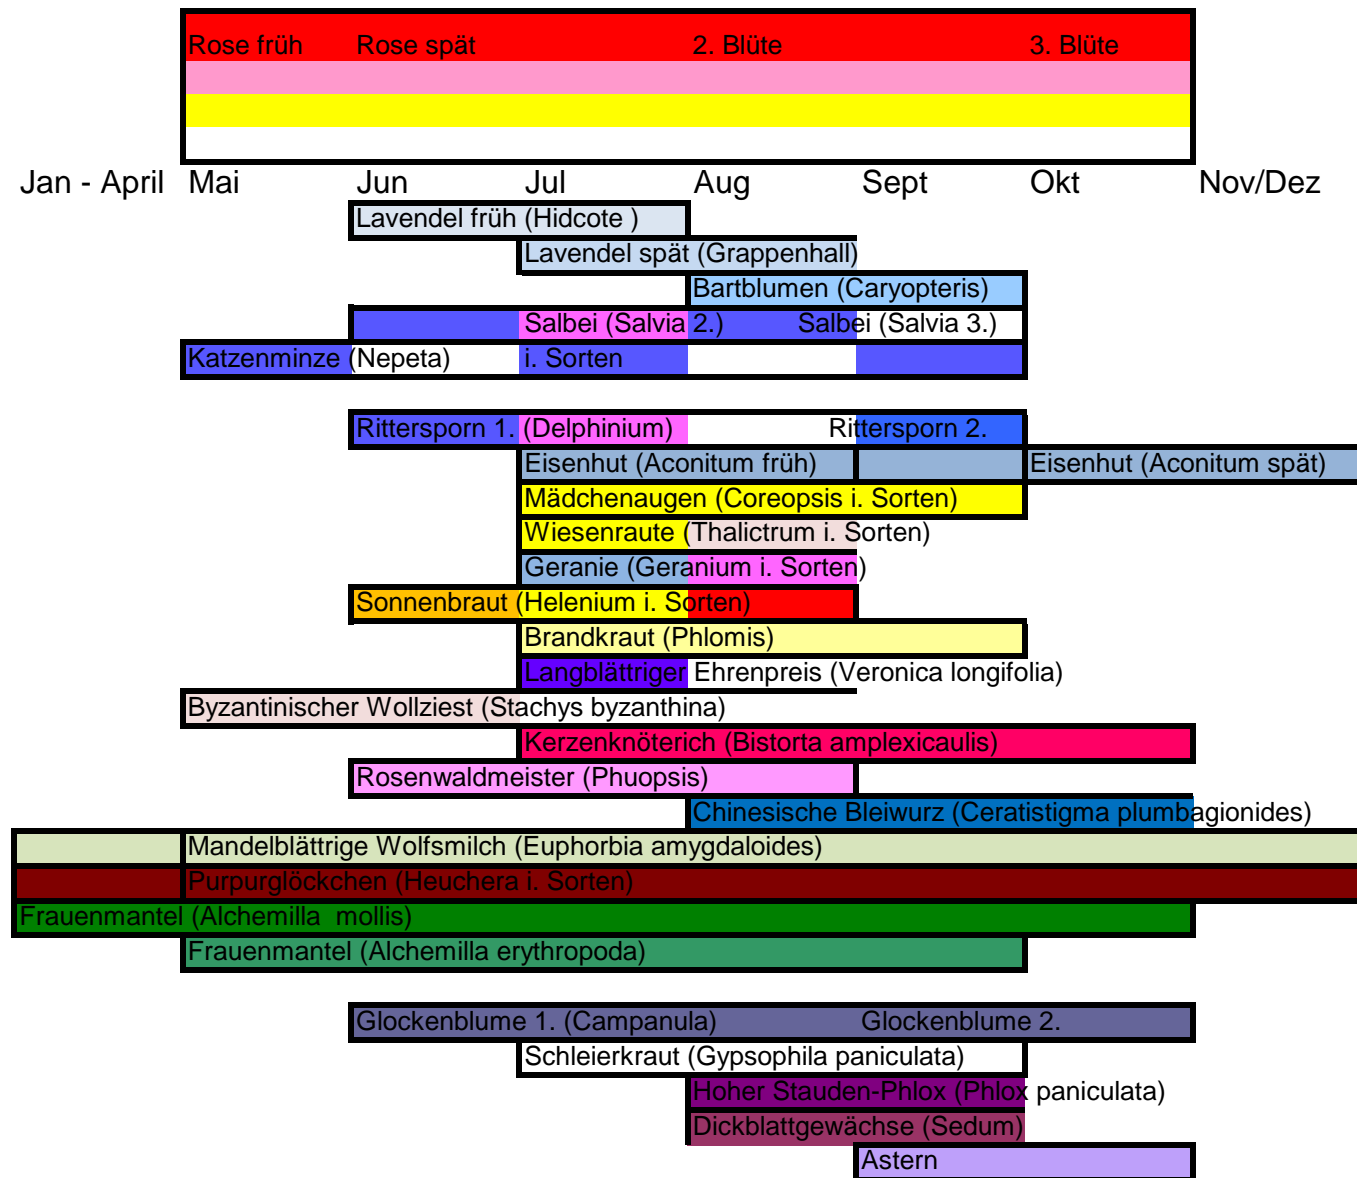 Rose früh Rose spät 2. Blüte 3. Blüte
Jan - April Mai Jun Jul Aug Sept Okt Nov/Dez
Lavendel früh (Hidcote )
Lavendel spät (Grappenhall)
Bartblumen (Caryopteris)
Salbei (Salvia 2.) Salbei (Salvia 3.)
Katzenminze (Nepeta) i. Sorten
Rittersporn 1. (Delphinium) Rittersporn 2.
Eisenhut (Aconitum früh) Eisenhut (Aconitum spät)
Mädchenaugen (Coreopsis i. Sorten)
Wiesenraute (Thalictrum i. Sorten)
Geranie (Geranium i. Sorten)
Sonnenbraut (Helenium i. Sorten)
Brandkraut (Phlomis)
Langblättriger Ehrenpreis (Veronica longifolia)
Byzantinischer Wollziest (Stachys byzanthina)
Kerzenknöterich (Bistorta amplexicaulis)
Rosenwaldmeister (Phuopsis)
Chinesische Bleiwurz (Ceratistigma plumbagionides)
Mandelblättrige Wolfsmilch (Euphorbia amygdaloides)
Purpurglöckchen (Heuchera i. Sorten)
Frauenmantel (Alchemilla  mollis)
Frauenmantel (Alchemilla erythropoda)
Glockenblume 1. (Campanula) Glockenblume 2.
Schleierkraut (Gypsophila paniculata)
Hoher Stauden-Phlox (Phlox paniculata)
Dickblattgewächse (Sedum)
Astern